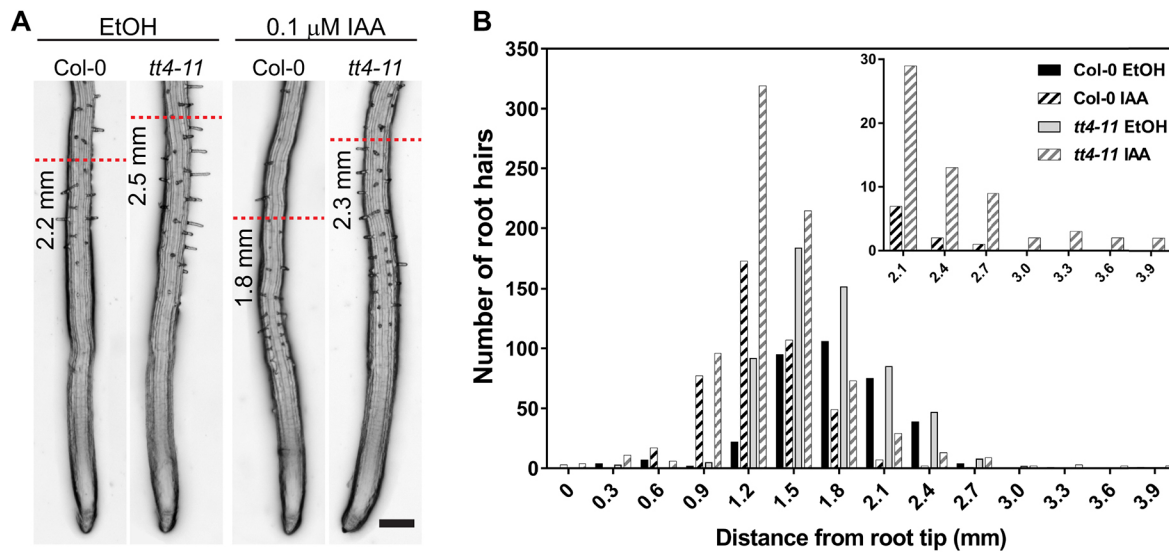 A
EtOH
0.1 μM IAA
Col-0
tt4-11
Col-0
tt4-11
2.2 mm
2.5 mm
1.8 mm
2.3 mm
B
Number of root hairs
350
300
250
200
150
100
50
0
0 0.3 0.6 0.9 1.2 1.5 1.8 2.1 2.4 2.7 3.0 3.3 3.6 3.9
Distance from root tip (mm)
30
20
10
0
2.1 2.4 2.7 3.0 3.3 3.6 3.9
Col-0 EtOH
Col-0 IAA
tt4-11 EtOH
tt4-11 IAA